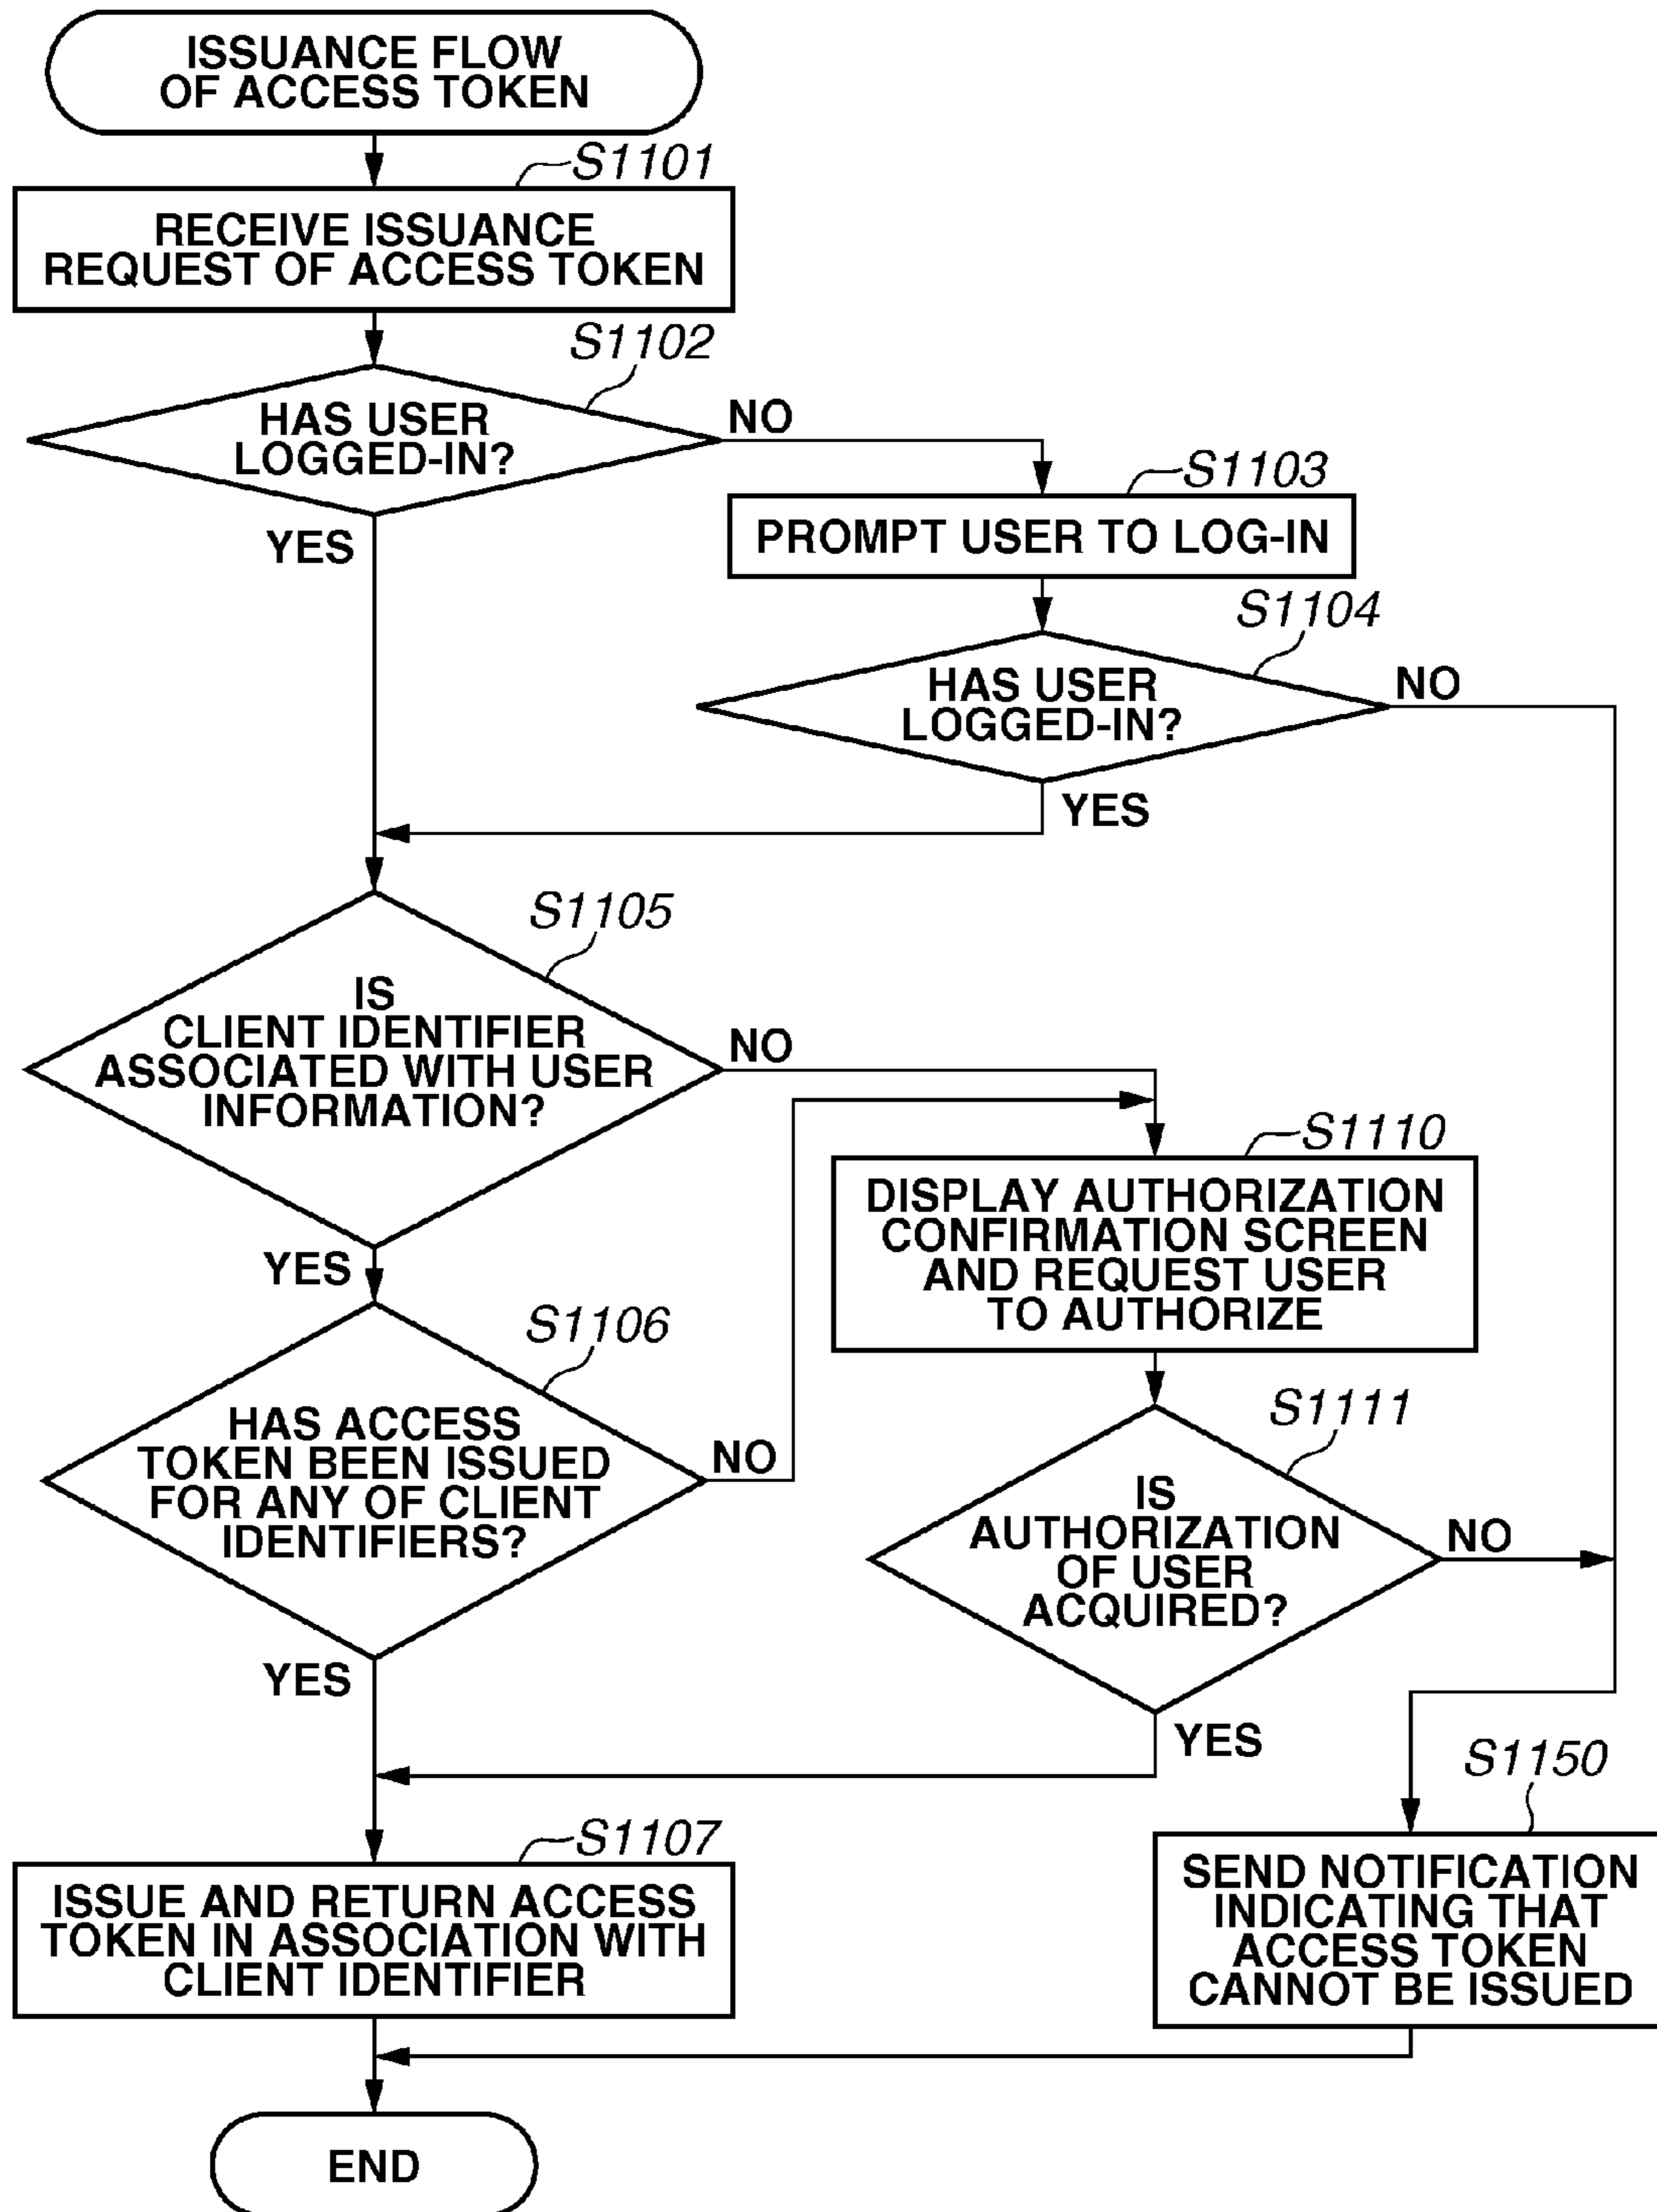 ISSUANCE FLOW
OF ACCESS TOKEN
S1101
RECEIVE ISSUANCE
REQUEST OF ACCESS TOKEN
S1102
HAS USER
LOGGED-IN?
NO
YES
S1103
PROMPT USER TO LOG-IN
S1104
HAS USER
LOGGED-IN?
NO
YES
S1105
IS
CLIENT IDENTIFIER
ASSOCIATED WITH USER
INFORMATION?
NO
YES
S1110
DISPLAY AUTHORIZATION
CONFIRMATION SCREEN
AND REQUEST USER
TO AUTHORIZE
S1106
HAS ACCESS
TOKEN BEEN ISSUED
FOR ANY OF CLIENT
IDENTIFIERS?
NO
YES
S1111
IS
AUTHORIZATION
OF USER
ACQUIRED?
NO
YES
S1107
ISSUE AND RETURN ACCESS
TOKEN IN ASSOCIATION WITH
CLIENT IDENTIFIER
S1150
SEND NOTIFICATION
INDICATING THAT
ACCESS TOKEN
CANNOT BE ISSUED
END